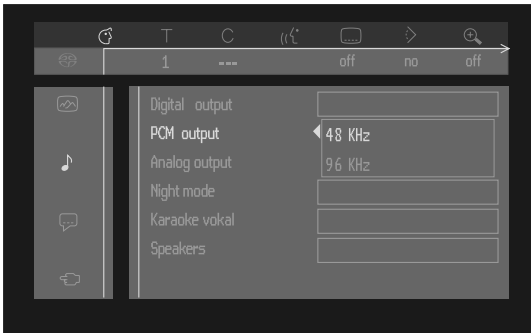 T C
1 --- off no off
Digital output
PCM output 48 KHz
Analog output 96 KHz
Night mode
Karaoke vokal
Speakers